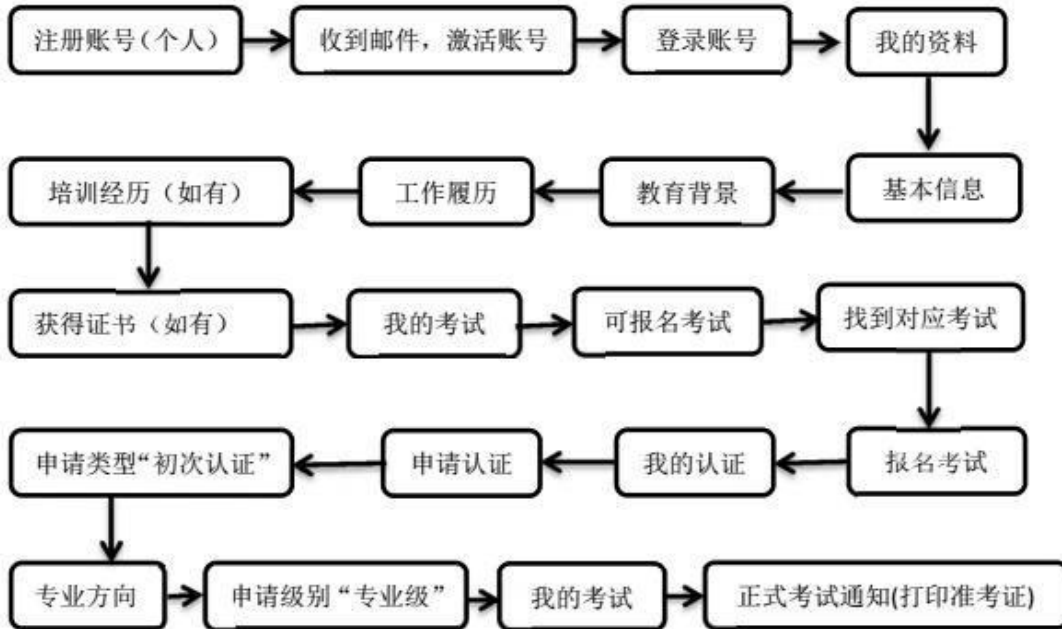 注册账号(个人)
收到邮件，激活账号
登录账号
我的资料
基本信息
教育背景
工作履历
培训经历（如有）
获得证书（如有）
我的考试
可报名考试
找到对应考试
报名考试
我的认证
申请认证
申请类型“初次认证”
专业方向
申请级别“专业级”
我的考试
正式考试通知(打印准考证)